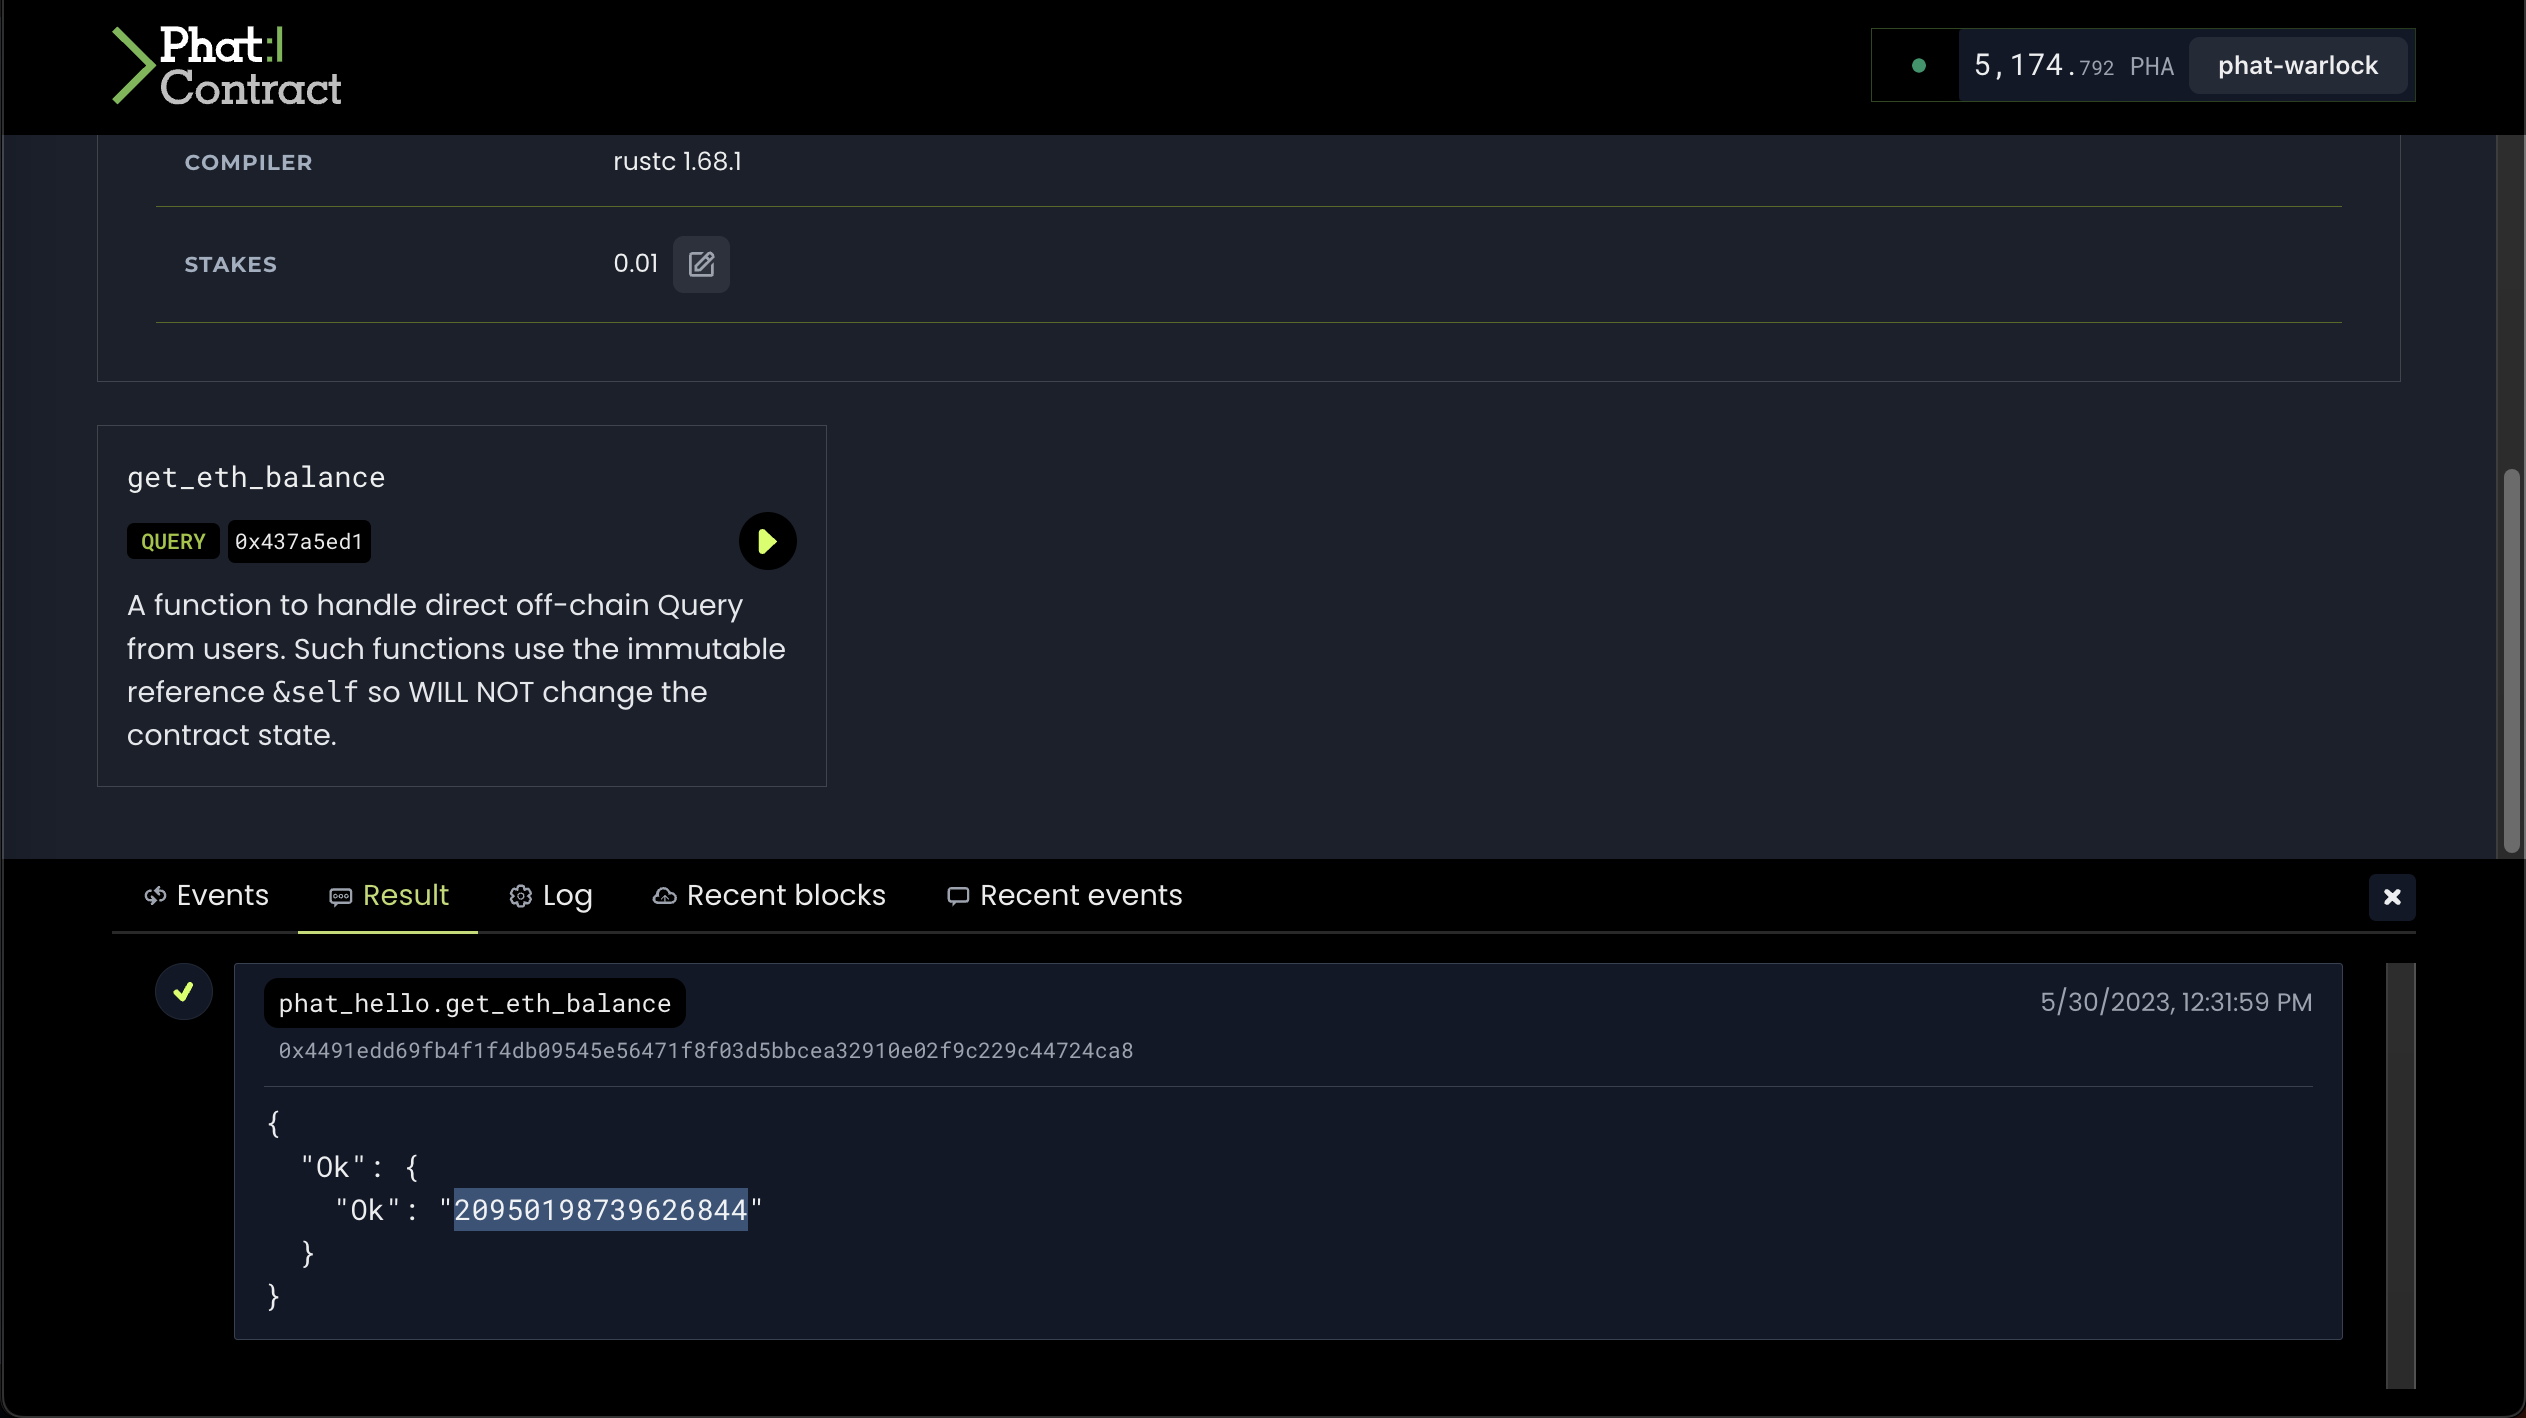 Phat:|
Contract
5,174.792 PHA
phat-warlock
COMPILER
rustc 1.68.1
STAKES
0.01
get_eth_balance
QUERY 0x437a5ed1
A function to handle direct off-chain Query
from users. Such functions use the immutable
reference &self so WILL NOT change the
contract state.
Events
Result
Log
Recent blocks
Recent events
phat_hello.get_eth_balance
5/30/2023, 12:31:59 PM
0x4491edd69fb4f1f4db09545e56471f8f03d5bbcea32910e02f9c229c44724ca8
{
"Ok": {
"Ok": "20950198739626844"
}
}